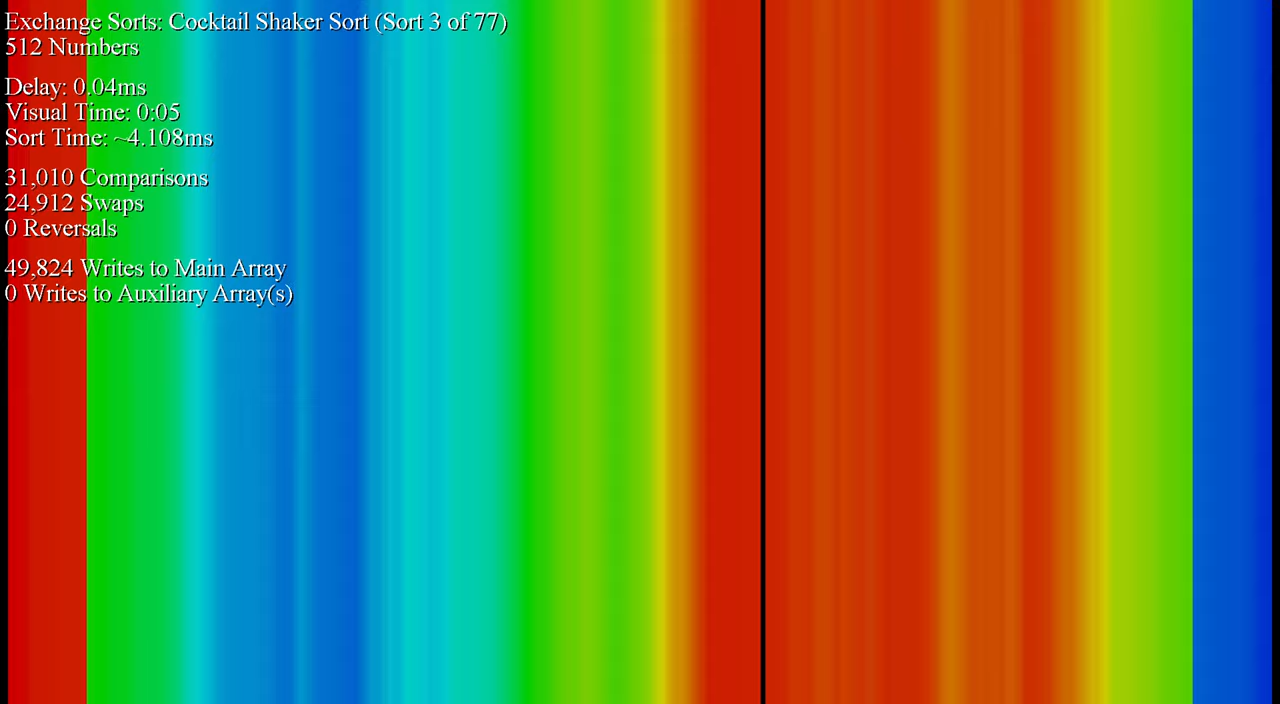 Exchange Sorts: Cocktail Shaker Sort (Sort 3 of 77)
512 Numbers
Delay: 0.04ms
Visual Time: 0:05
Sort Time: ~4.108ms
31,010 Comparisons
24,912 Swaps
0 Reversals
49,824 Writes to Main Array
0 Writes to Auxiliary Array(s)